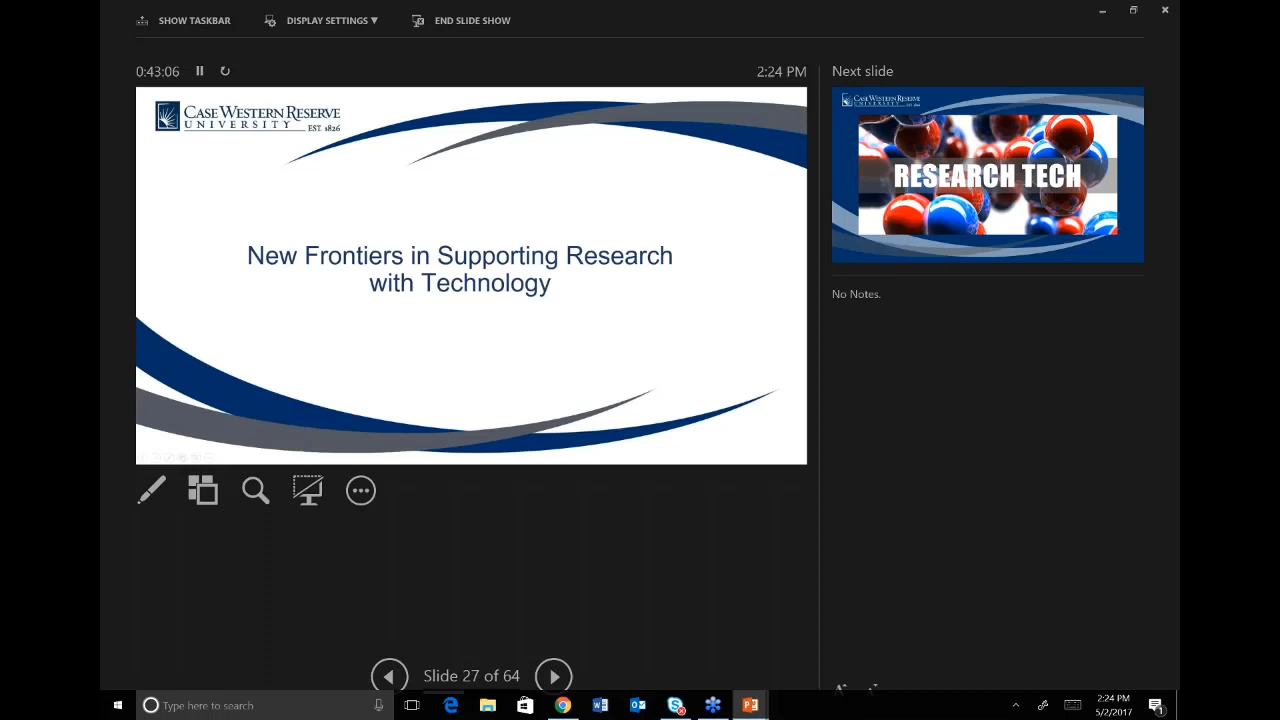 SHOW TASKBAR
DISPLAY SETTINGS ▼
END SLIDE SHOW
0:43:06
2:24 PM
Next slide
CASE WESTERN RESERVE
UNIVERSITY EST. 1826
New Frontiers in Supporting Research
with Technology
CASE WESTERN RESERVE
UNIVERSITY
RESEARCH TECH
No Notes.
Slide 27 of 64
Type here to search
2:24 PM
5/2/2017
1